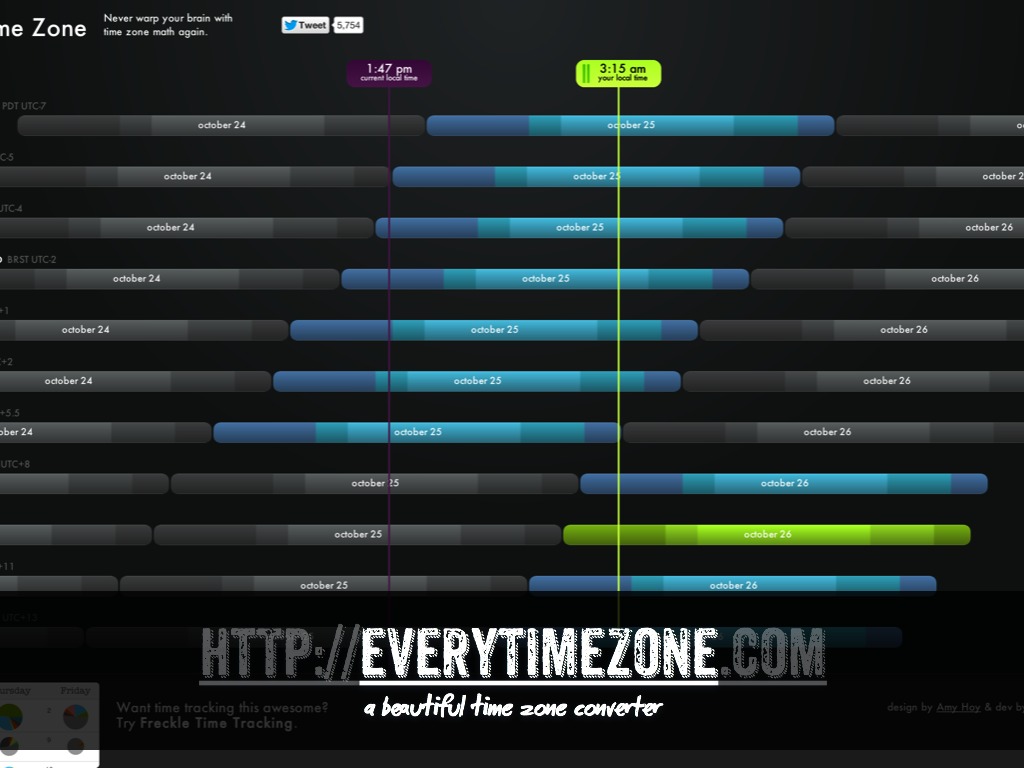 me Zone
Never warp your brain with
time zone math again.
Tweet 5,754
1:47 pm
current local time
3:15 am
your local time
PDT UTC-7
october 24 october 25
C-5
october 24 october 25 october 2
UTC-4
october 24 october 25 october 26
BRST UTC-2
october 24 october 25 october 26
+1
october 24 october 25 october 26
+2
october 24 october 25 october 26
+5.5
ober 24 october 25 october 26
UTC+8
october 25 october 26
october 25 october 26
+11
october 25 october 26
UTC+12
HTTP://EVERYTIMEZONE.COM
a beautiful time zone converter
ursday Friday
Want time tracking this awesome?
Try Freckle Time Tracking.
design by Amy Hoy & dev by